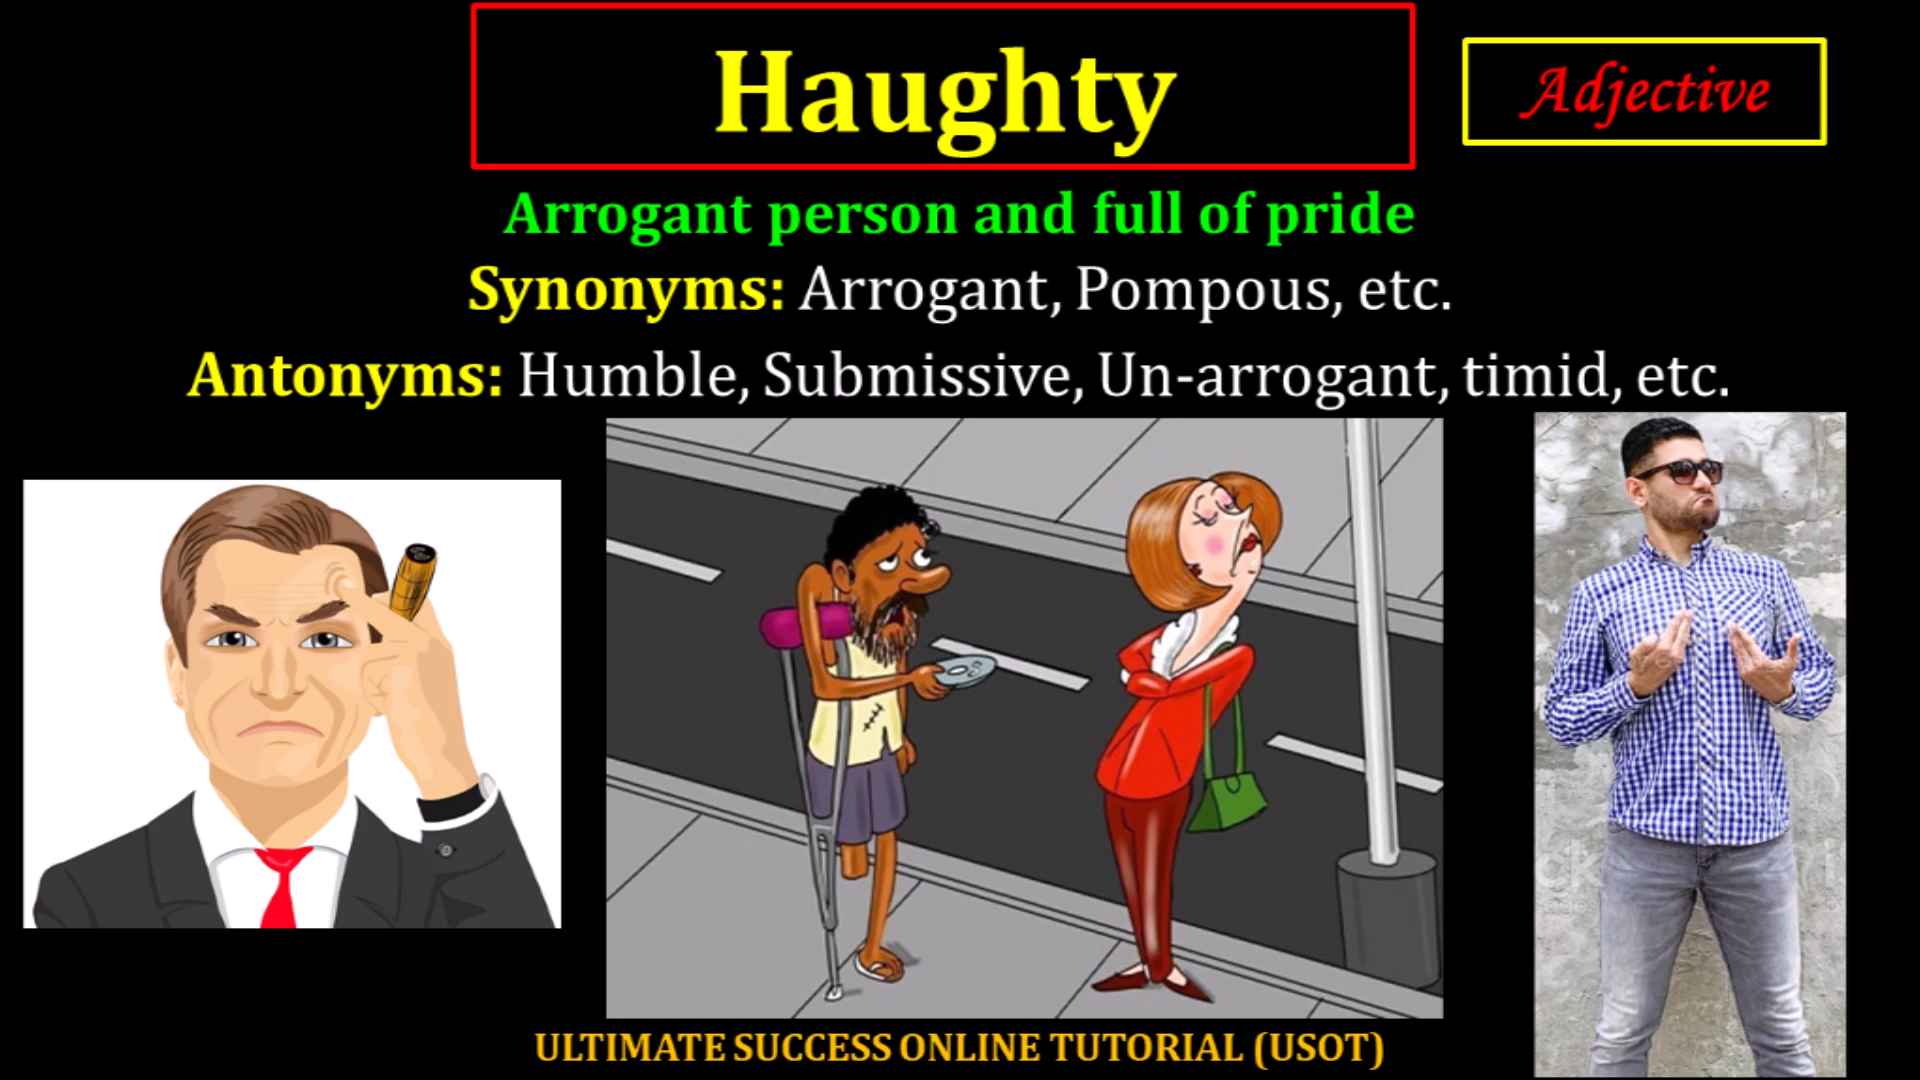 Haughty
Adjective
Arrogant person and full of pride
Synonyms: Arrogant, Pompous, etc.
Antonyms: Humble, Submissive, Un-arrogant, timid, etc.
ULTIMATE SUCCESS ONLINE TUTORIAL (USOT)